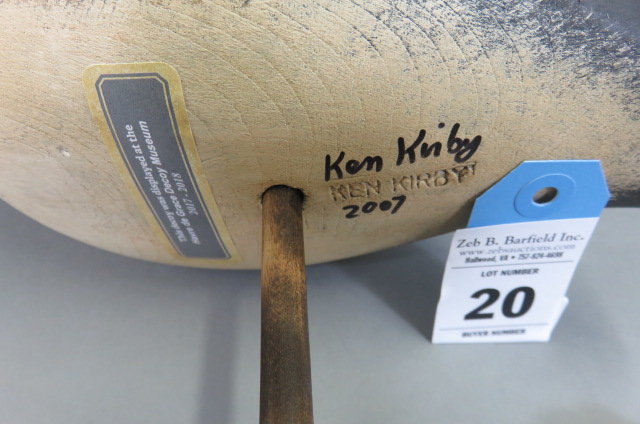 This decoy was displayed at the
Havre de Grace Decoy Museum
2017 - 2018
Ken Kirby
KEN KIRBY
2007
Zeb B. Barfield Inc.
www.zebsauctions.com
Hallwood, VA • 757-824-4698
LOT NUMBER
20
BUYER NUMBER